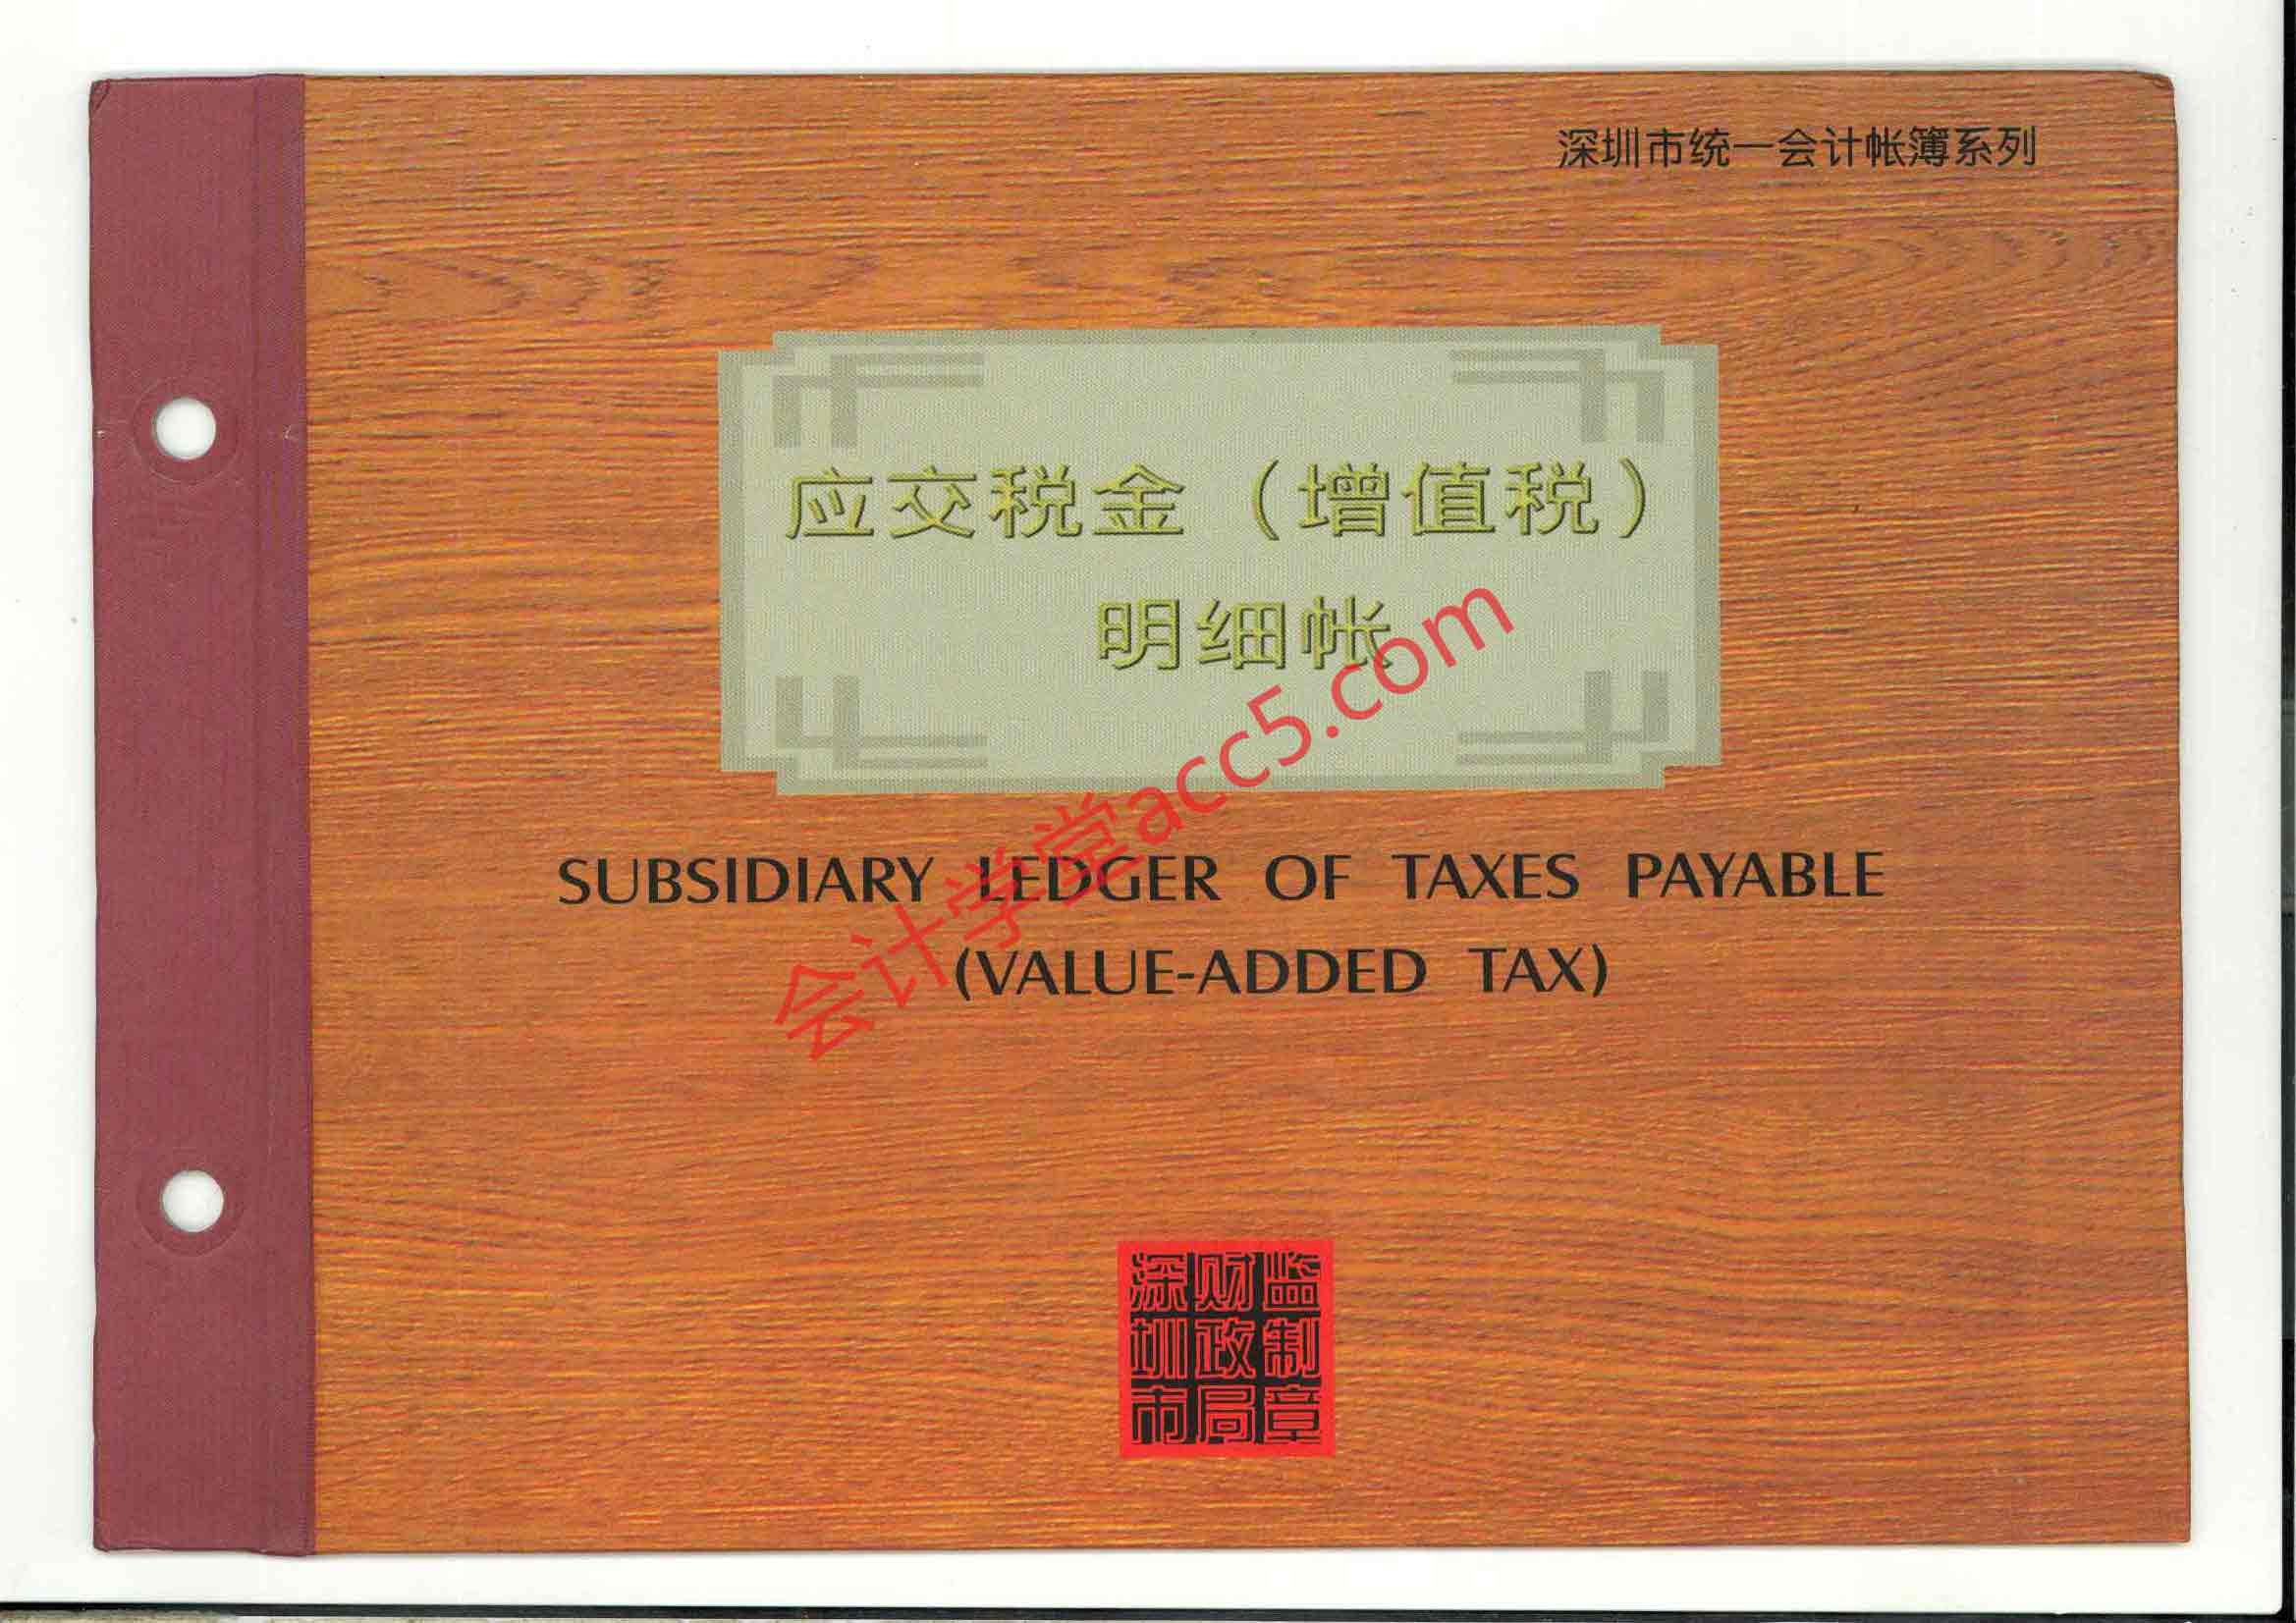 深圳市统一会计帐簿系列
应交税金（增值税）
明细帐
会计学堂acc5.com
SUBSIDIARY LEDGER OF TAXES PAYABLE
(VALUE-ADDED TAX)
深财监
圳政制
市局章